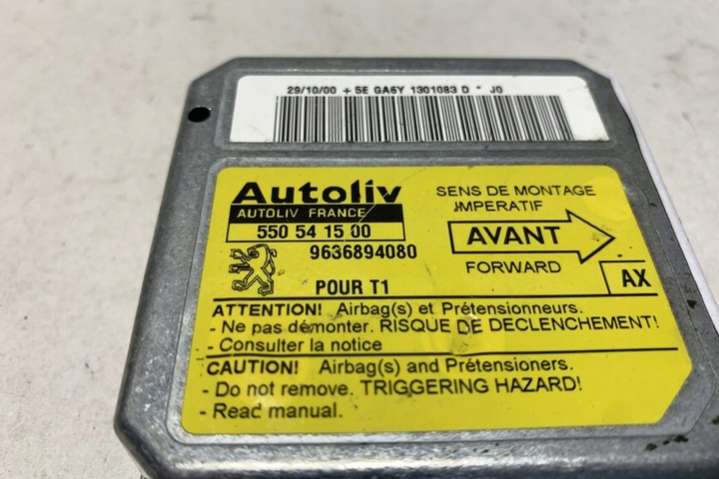 29/10/00 + 5E GA6Y 1301083 D * J0
Autoliv
AUTOLIV FRANCE
550 54 15 00
9636894080
POUR T1
SENS DE MONTAGE
IMPERATIF
AVANT
FORWARD
AX
ATTENTION! Airbag(s) et Prétensionneurs.
- Ne pas démonter. RISQUE DE DECLENCHEMENT!
- Consulter la notice
CAUTION! Airbag(s) and Prétensioners.
- Do not remove. TRIGGERING HAZARD!
- Read manual.